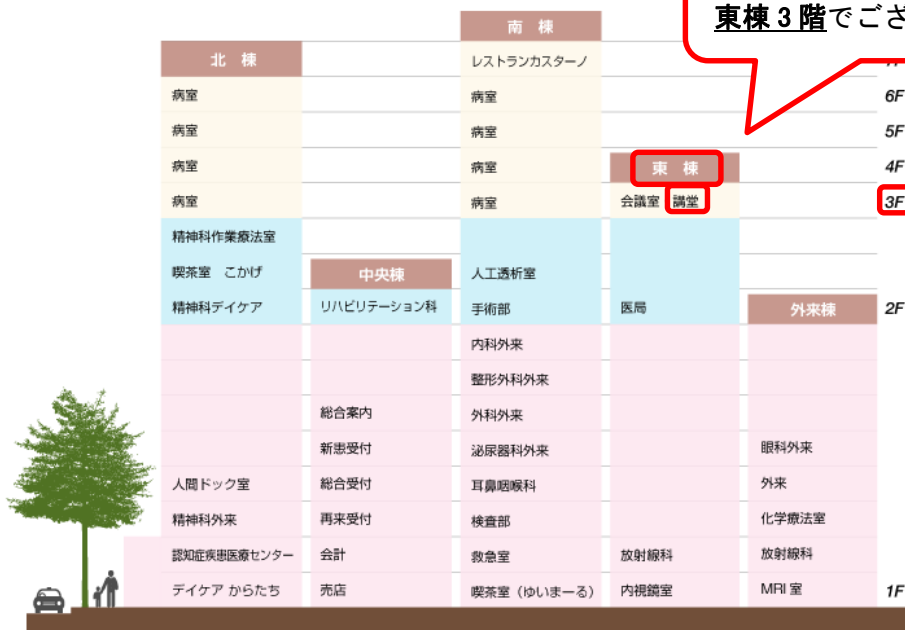 東棟３階でござ
南 棟
北 棟
レストランカスターノ
病室 病室 6F
病室 病室 5F
病室 病室 東 棟 4F
病室 病室 会議室 講堂 3F
精神科作業療法室
喫茶室 こかげ 中央棟 人工透析室
精神科デイケア リハビリテーション科 手術部 医局 外来棟 2F
内科外来
整形外科外来
総合案内 外科外来
新患受付 泌尿器科外来 眼科外来
人間ドック室 総合受付 耳鼻咽喉科 外来
精神科外来 再来受付 検査部 化学療法室
認知症疾患医療センター 会計 救急室 放射線科 放射線科
デイケア からたち 売店 喫茶室（ゆいまーる） 内視鏡室 MRI 室 1F